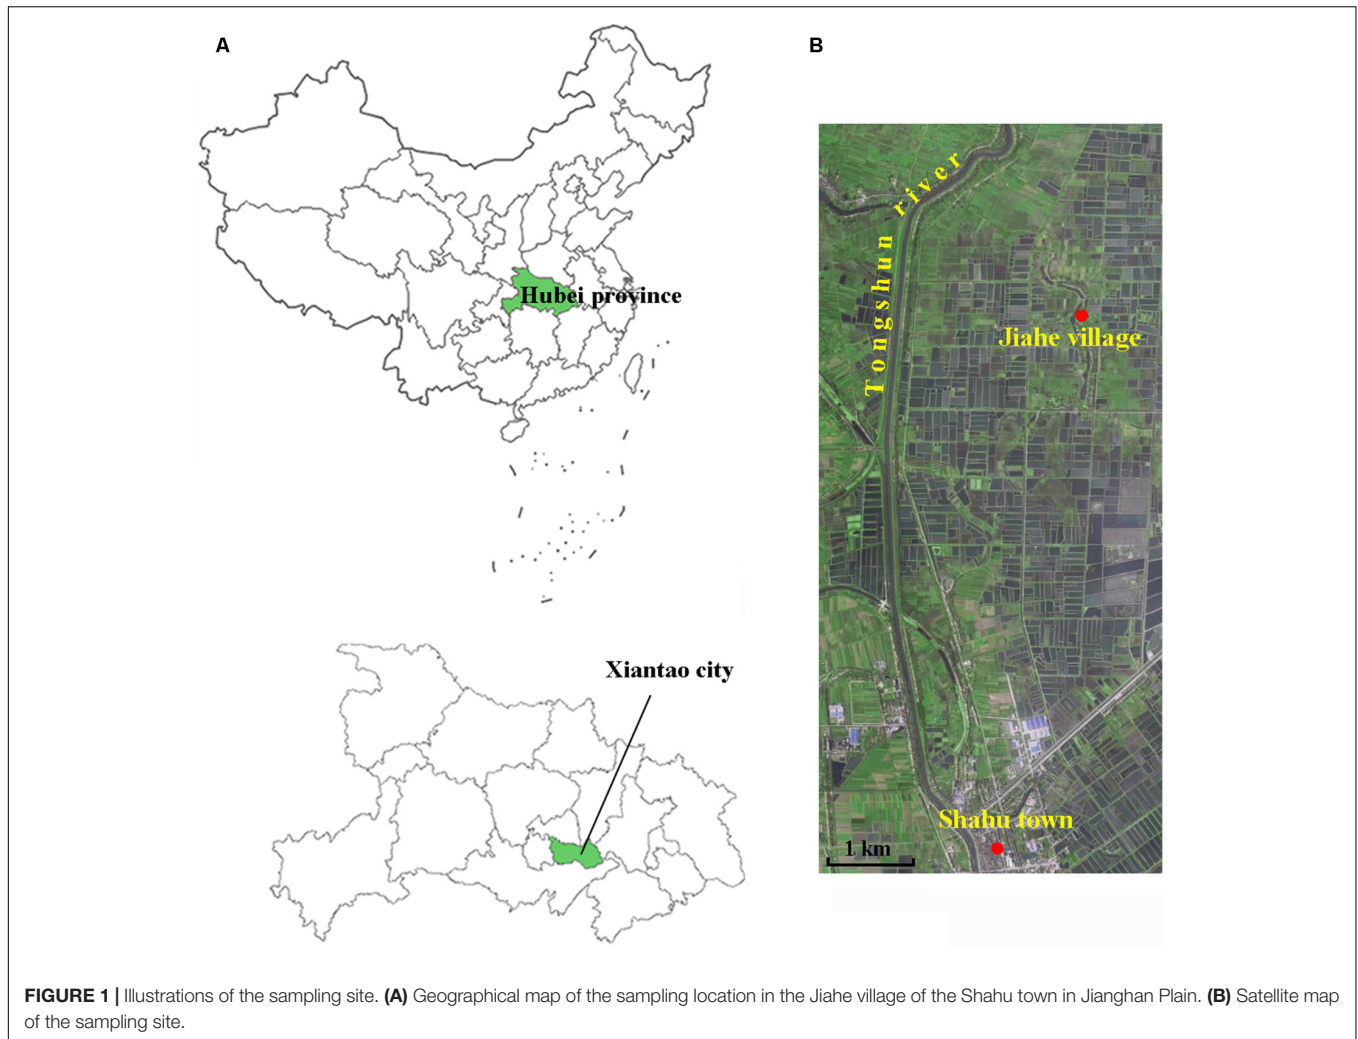 A
B
Hubei province
Xiantao city
Tongshun river
Jiahe village
Shahu town
1 km
FIGURE 1 | Illustrations of the sampling site. (A) Geographical map of the sampling location in the Jiahe village of the Shahu town in Jianghan Plain. (B) Satellite map
of the sampling site.